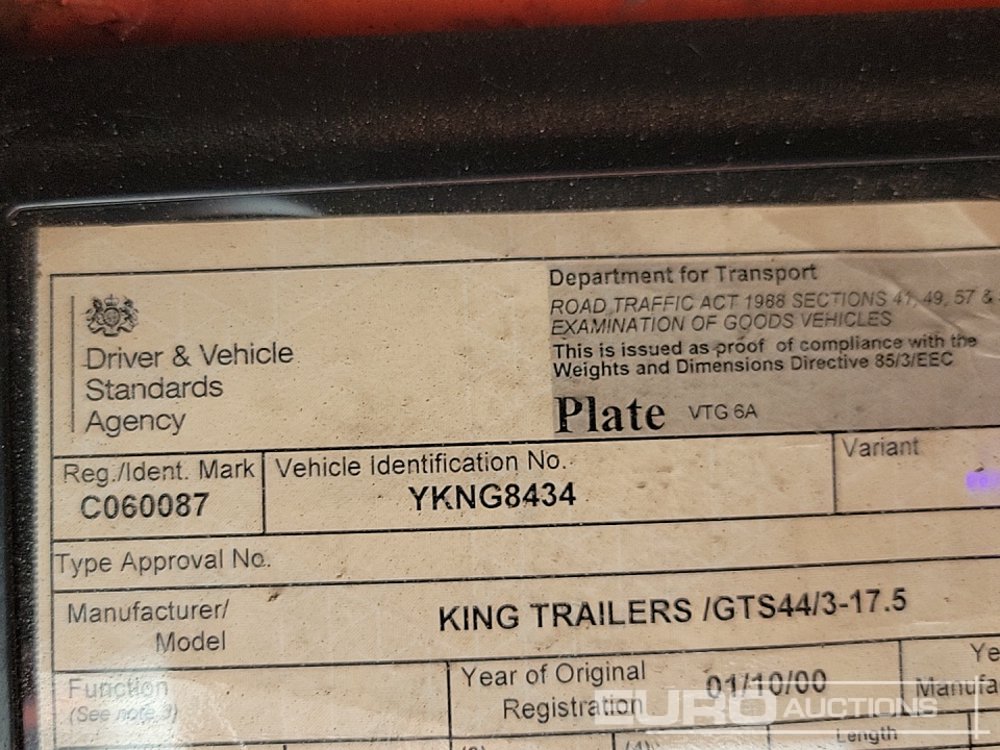 Department for Transport
ROAD TRAFFIC ACT 1988 SECTIONS 41, 49, 57 &
EXAMINATION OF GOODS VEHICLES
This is issued as proof of compliance with the
Weights and Dimensions Directive 85/3/EEC
Plate VTG 6A
Driver & Vehicle
Standards
Agency
Reg./Ident. Mark
C060087
Vehicle Identification No.
YKNG8434
Variant
Type Approval No.
Manufacturer/
Model
KING TRAILERS /GTS44/3-17.5
Function
(See note 3)
Year of Original
Registration
01/10/00
Ye
Manufa
Length
EURO AUCTIONS